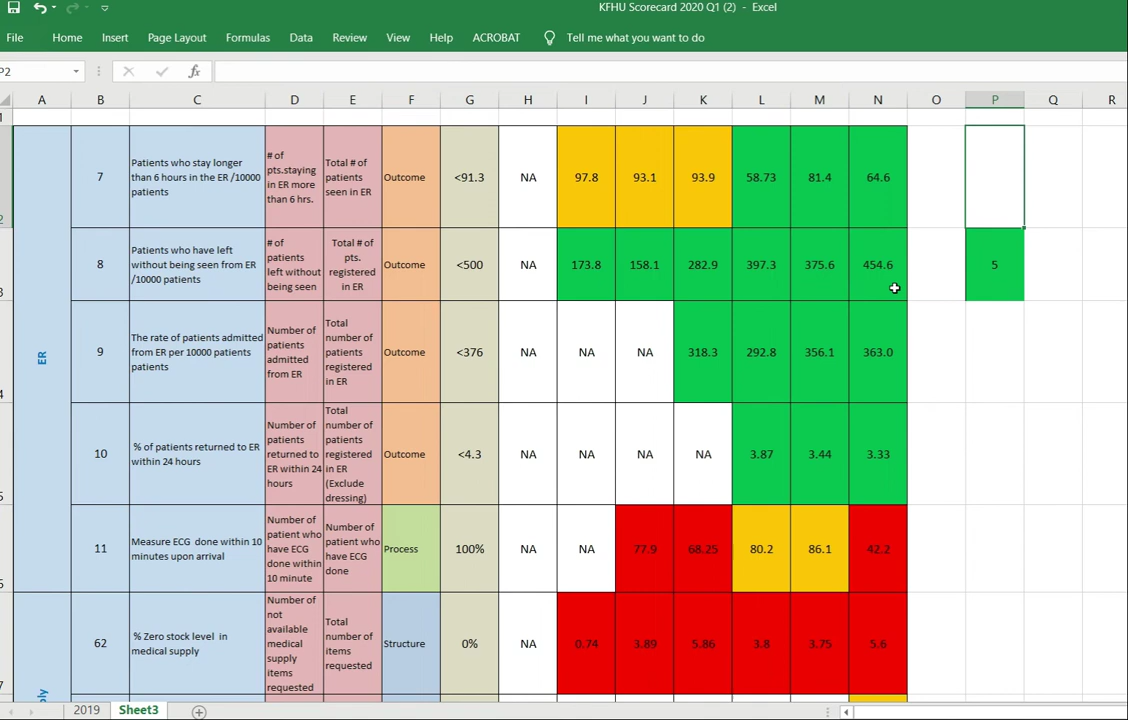 KFHU Scorecard 2020 Q1 (2) - Excel
File Home Insert Page Layout Formulas Data Review View Help ACROBAT Tell me what you want to do
P2 fx
A B C D E F G H I J K L M N O P Q R
1
2
3
4
5
6
7
ER
7
Patients who stay longer
than 6 hours in the ER /10000
patients
# of
pts.staying
in ER more
than 6 hrs.
Total # of
patients
seen in ER
Outcome
<91.3
NA
97.8
93.1
93.9
58.73
81.4
64.6
8
Patients who have left
without being seen from ER
/10000 patients
# of
patients
left without
being seen
Total # of
pts.
registered
in ER
Outcome
<500
NA
173.8
158.1
282.9
397.3
375.6
454.6
5
9
The rate of patients admitted
from ER per 10000 patients
patients
Number of
patients
admitted
from ER
Total
number of
patients
registered
in ER
Outcome
<376
NA
NA
NA
318.3
292.8
356.1
363.0
10
% of patients returned to ER
within 24 hours
Number of
patients
returned to
ER within 24
hours
Total
number of
patients
registered
in ER
(Exclude
dressing)
Outcome
<4.3
NA
NA
NA
NA
3.87
3.44
3.33
11
Measure ECG done within 10
minutes upon arrival
Number of
patient who
have ECG
done within
10 minute
Number of
patient who
have ECG
done
Process
100%
NA
NA
77.9
68.25
80.2
86.1
42.2
62
% Zero stock level in
medical supply
Number of
not
available
medical
supply
items
requested
Total
number of
items
requested
Structure
0%
NA
0.74
3.89
5.86
3.8
3.75
5.6
2019 Sheet3